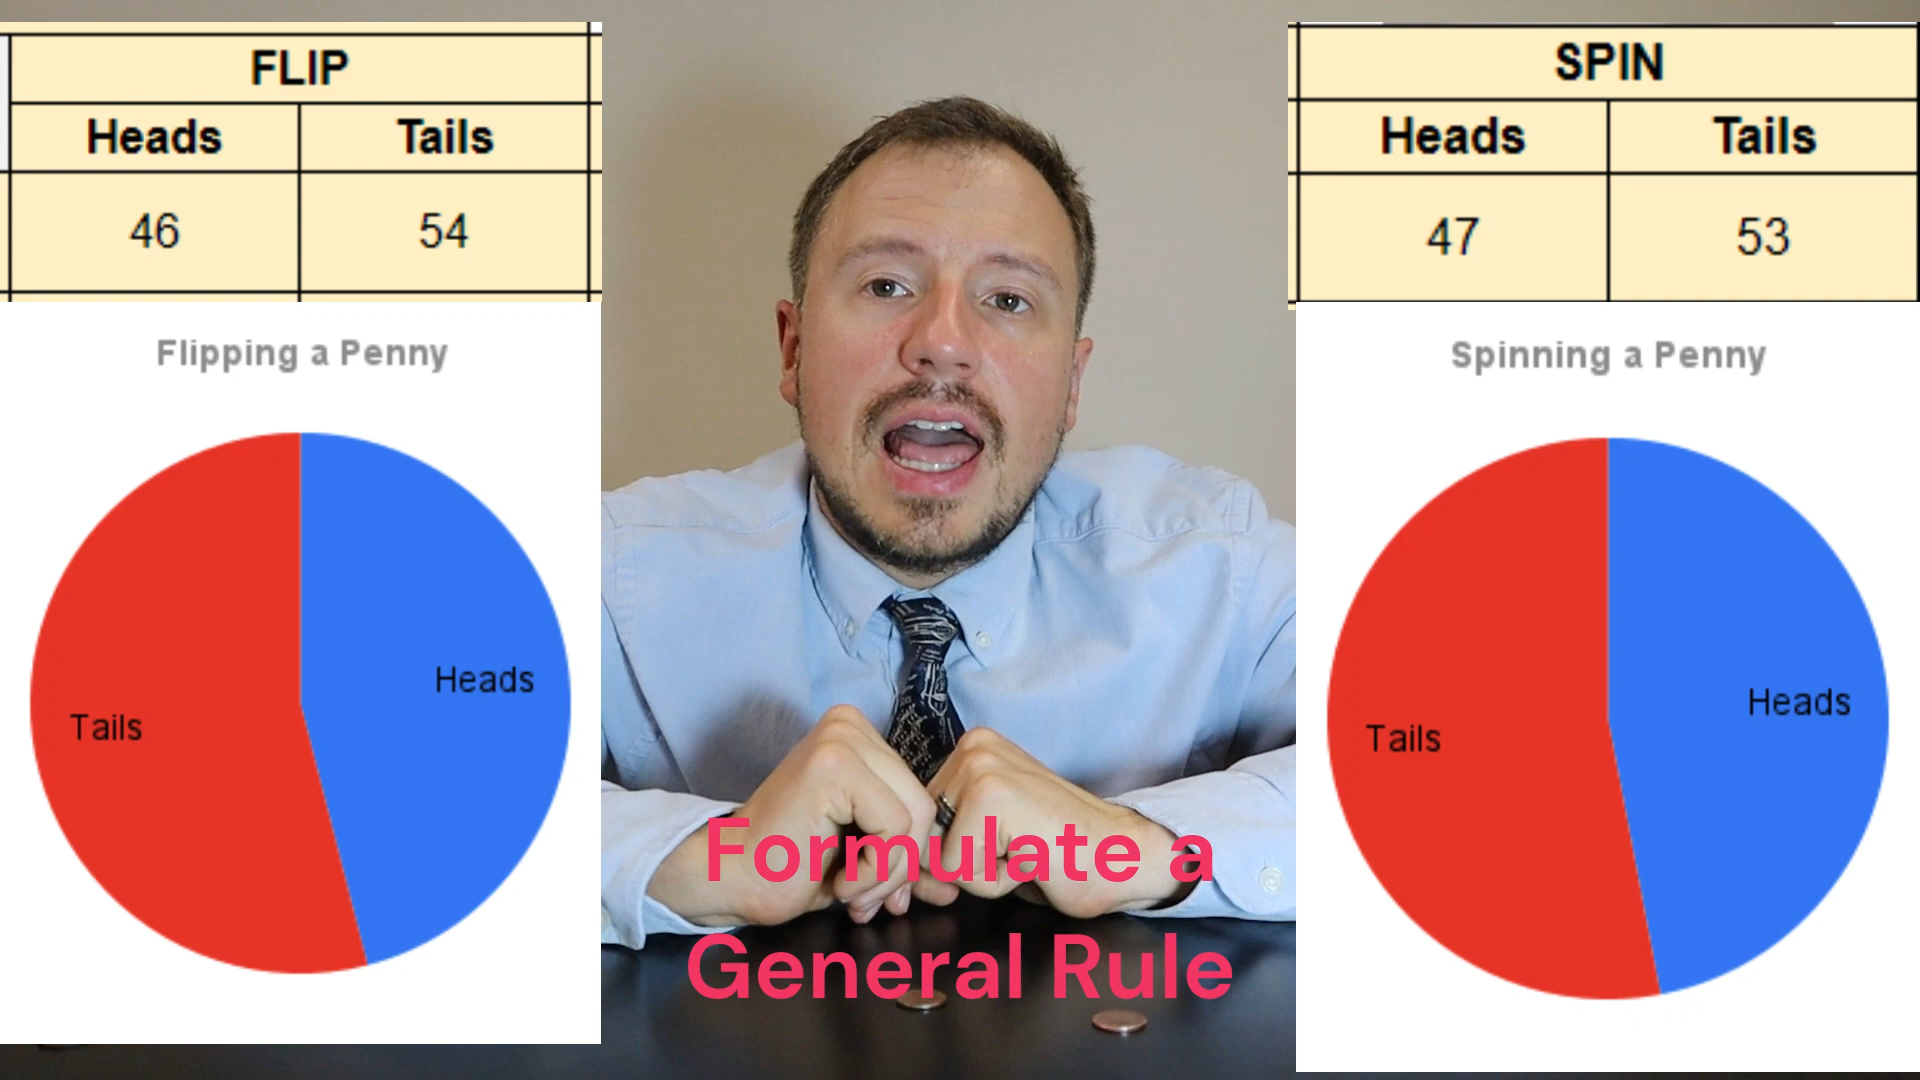 FLIP
Heads Tails
46 54
Flipping a Penny
Heads
Tails
SPIN
Heads Tails
47 53
Spinning a Penny
Heads
Tails
Formulate a
General Rule